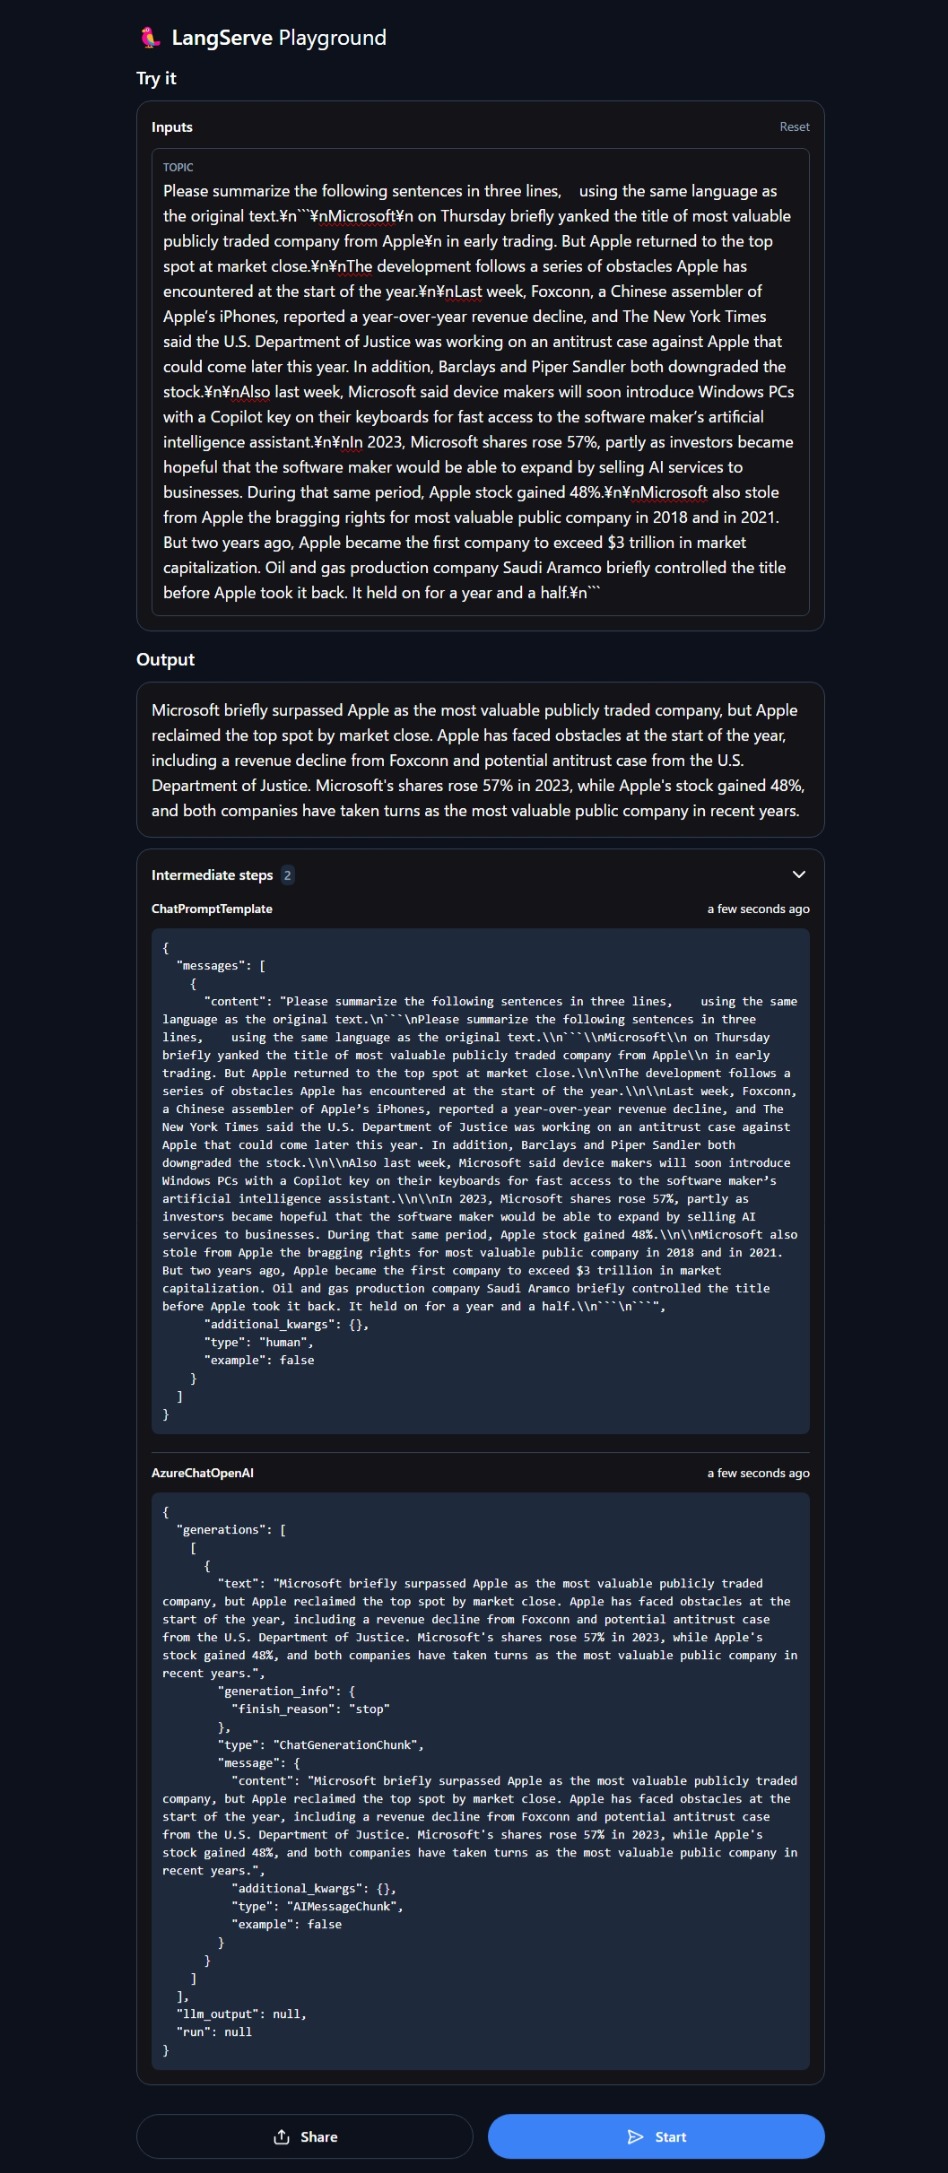 LangServe Playground
Try it
Inputs
Reset
TOPIC
Please summarize the following sentences in three lines,    using the same language as
the original text.¥n```¥nMicrosoft¥n on Thursday briefly yanked the title of most valuable
publicly traded company from Apple¥n in early trading. But Apple returned to the top
spot at market close.¥n¥nThe development follows a series of obstacles Apple has
encountered at the start of the year.¥n¥nLast week, Foxconn, a Chinese assembler of
Apple’s iPhones, reported a year-over-year revenue decline, and The New York Times
said the U.S. Department of Justice was working on an antitrust case against Apple that
could come later this year. In addition, Barclays and Piper Sandler both downgraded the
stock.¥n¥nAlso last week, Microsoft said device makers will soon introduce Windows PCs
with a Copilot key on their keyboards for fast access to the software maker’s artificial
intelligence assistant.¥n¥nIn 2023, Microsoft shares rose 57%, partly as investors became
hopeful that the software maker would be able to expand by selling AI services to
businesses. During that same period, Apple stock gained 48%.¥n¥nMicrosoft also stole
from Apple the bragging rights for most valuable public company in 2018 and in 2021.
But two years ago, Apple became the first company to exceed $3 trillion in market
capitalization. Oil and gas production company Saudi Aramco briefly controlled the title
before Apple took it back. It held on for a year and a half.¥n```
Output
Microsoft briefly surpassed Apple as the most valuable publicly traded company, but Apple
reclaimed the top spot by market close. Apple has faced obstacles at the start of the year,
including a revenue decline from Foxconn and potential antitrust case from the U.S.
Department of Justice. Microsoft's shares rose 57% in 2023, while Apple's stock gained 48%,
and both companies have taken turns as the most valuable public company in recent years.
Intermediate steps 2
ChatPromptTemplate
a few seconds ago
{
"messages": [
{
"content": "Please summarize the following sentences in three lines,    using the same
language as the original text.\n```\nPlease summarize the following sentences in three
lines,    using the same language as the original text.\\n```\\nMicrosoft\\n on Thursday
briefly yanked the title of most valuable publicly traded company from Apple\\n in early
trading. But Apple returned to the top spot at market close.\\n\\nThe development follows a
series of obstacles Apple has encountered at the start of the year.\\n\\nLast week, Foxconn,
a Chinese assembler of Apple’s iPhones, reported a year-over-year revenue decline, and The
New York Times said the U.S. Department of Justice was working on an antitrust case against
Apple that could come later this year. In addition, Barclays and Piper Sandler both
downgraded the stock.\\n\\nAlso last week, Microsoft said device makers will soon introduce
Windows PCs with a Copilot key on their keyboards for fast access to the software maker’s
artificial intelligence assistant.\\n\\nIn 2023, Microsoft shares rose 57%, partly as
investors became hopeful that the software maker would be able to expand by selling AI
services to businesses. During that same period, Apple stock gained 48%.\\n\\nMicrosoft also
stole from Apple the bragging rights for most valuable public company in 2018 and in 2021.
But two years ago, Apple became the first company to exceed $3 trillion in market
capitalization. Oil and gas production company Saudi Aramco briefly controlled the title
before Apple took it back. It held on for a year and a half.\\n```\n```",
"additional_kwargs": {},
"type": "human",
"example": false
}
]
}
AzureChatOpenAI
a few seconds ago
{
"generations": [
[
{
"text": "Microsoft briefly surpassed Apple as the most valuable publicly traded
company, but Apple reclaimed the top spot by market close. Apple has faced obstacles at the
start of the year, including a revenue decline from Foxconn and potential antitrust case
from the U.S. Department of Justice. Microsoft's shares rose 57% in 2023, while Apple's
stock gained 48%, and both companies have taken turns as the most valuable public company in
recent years.",
"generation_info": {
"finish_reason": "stop"
},
"type": "ChatGenerationChunk",
"message": {
"content": "Microsoft briefly surpassed Apple as the most valuable publicly traded
company, but Apple reclaimed the top spot by market close. Apple has faced obstacles at the
start of the year, including a revenue decline from Foxconn and potential antitrust case
from the U.S. Department of Justice. Microsoft's shares rose 57% in 2023, while Apple's
stock gained 48%, and both companies have taken turns as the most valuable public company in
recent years.",
"additional_kwargs": {},
"type": "AIMessageChunk",
"example": false
}
}
]
],
"llm_output": null,
"run": null
}
Share
Start